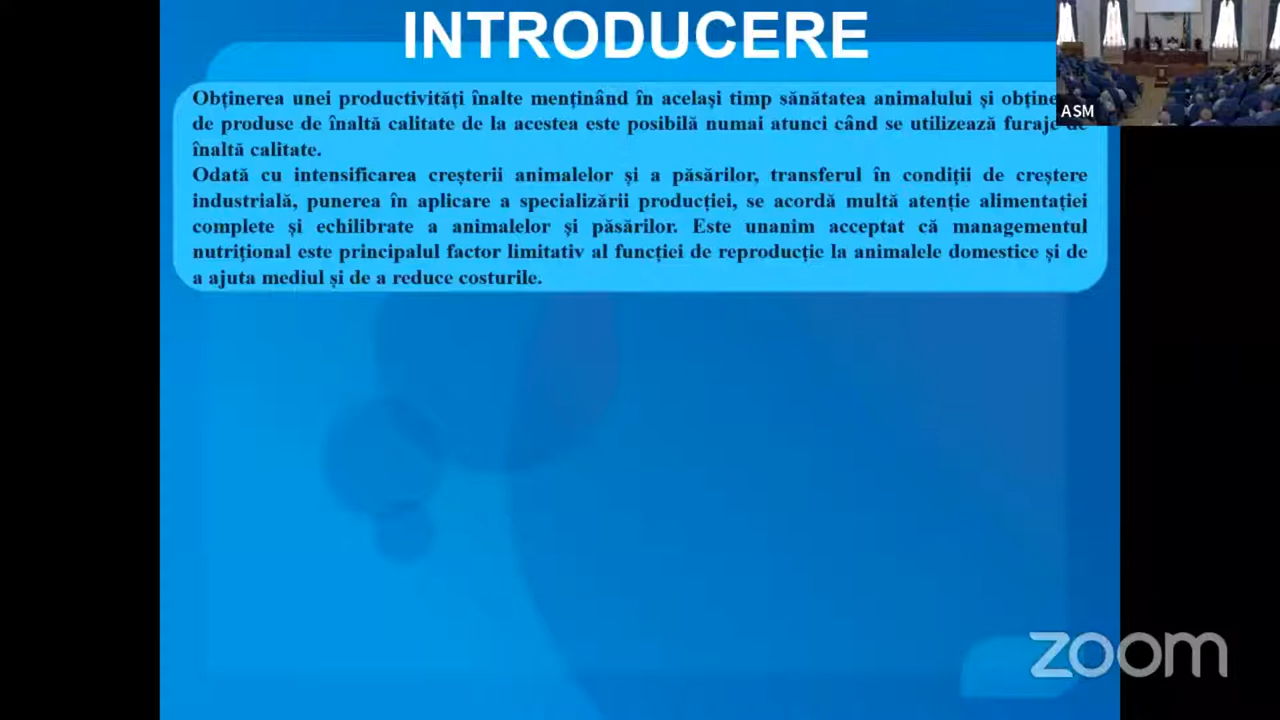 INTRODUCERE
Obținerea unei productivități înalte menținând în același timp sănătatea animalului și
de produse de înaltă calitate de la acestea este posibilă numai atunci când se utilizează furaje de
înaltă calitate.
Odată cu intensificarea creșterii animalelor și a păsărilor, transferul în condiții de creștere
industrială, punerea în aplicare a specializării producției, se acordă multă atenție alimentației
complete și echilibrate a animalelor și păsărilor. Este unanim acceptat că managementul
nutrițional este principalul factor limitativ al funcției de reproducție la animalele domestice și de
a ajuta mediul și de a reduce costurile.
ASM
zoom